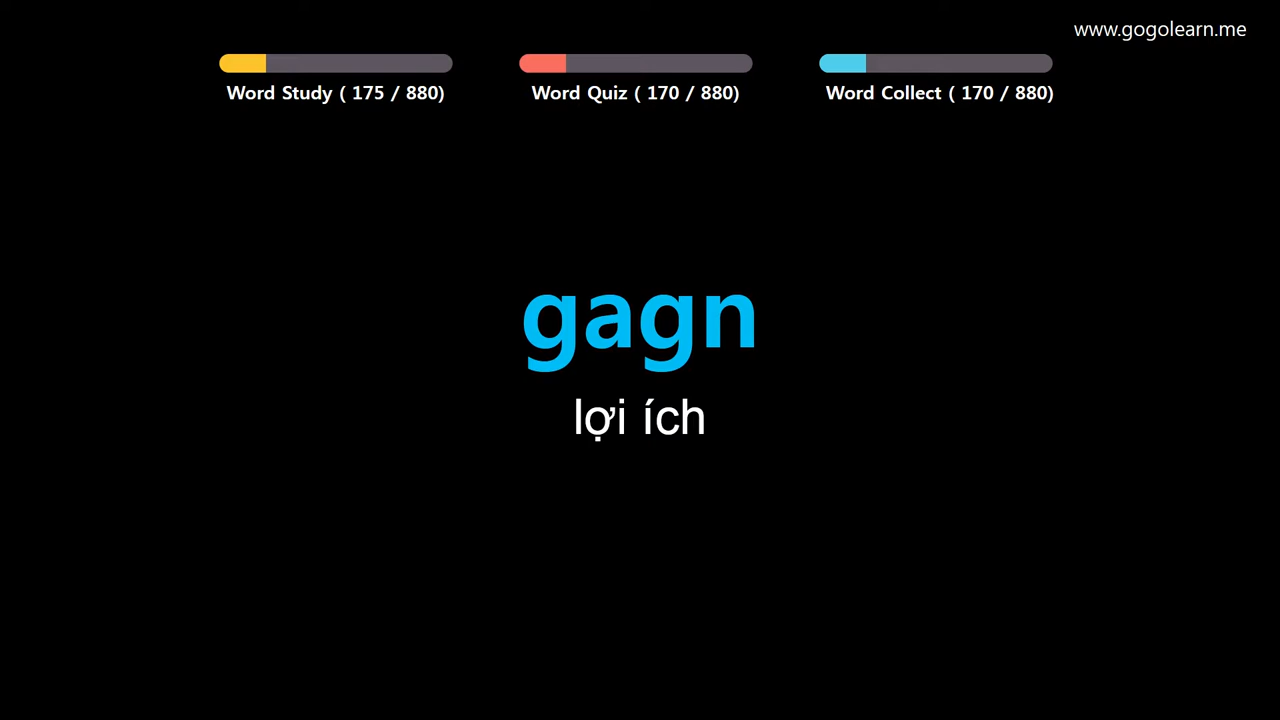 www.gogolearn.me
Word Study ( 175 / 880)
Word Quiz ( 170 / 880)
Word Collect ( 170 / 880)
gagn
lợi ích